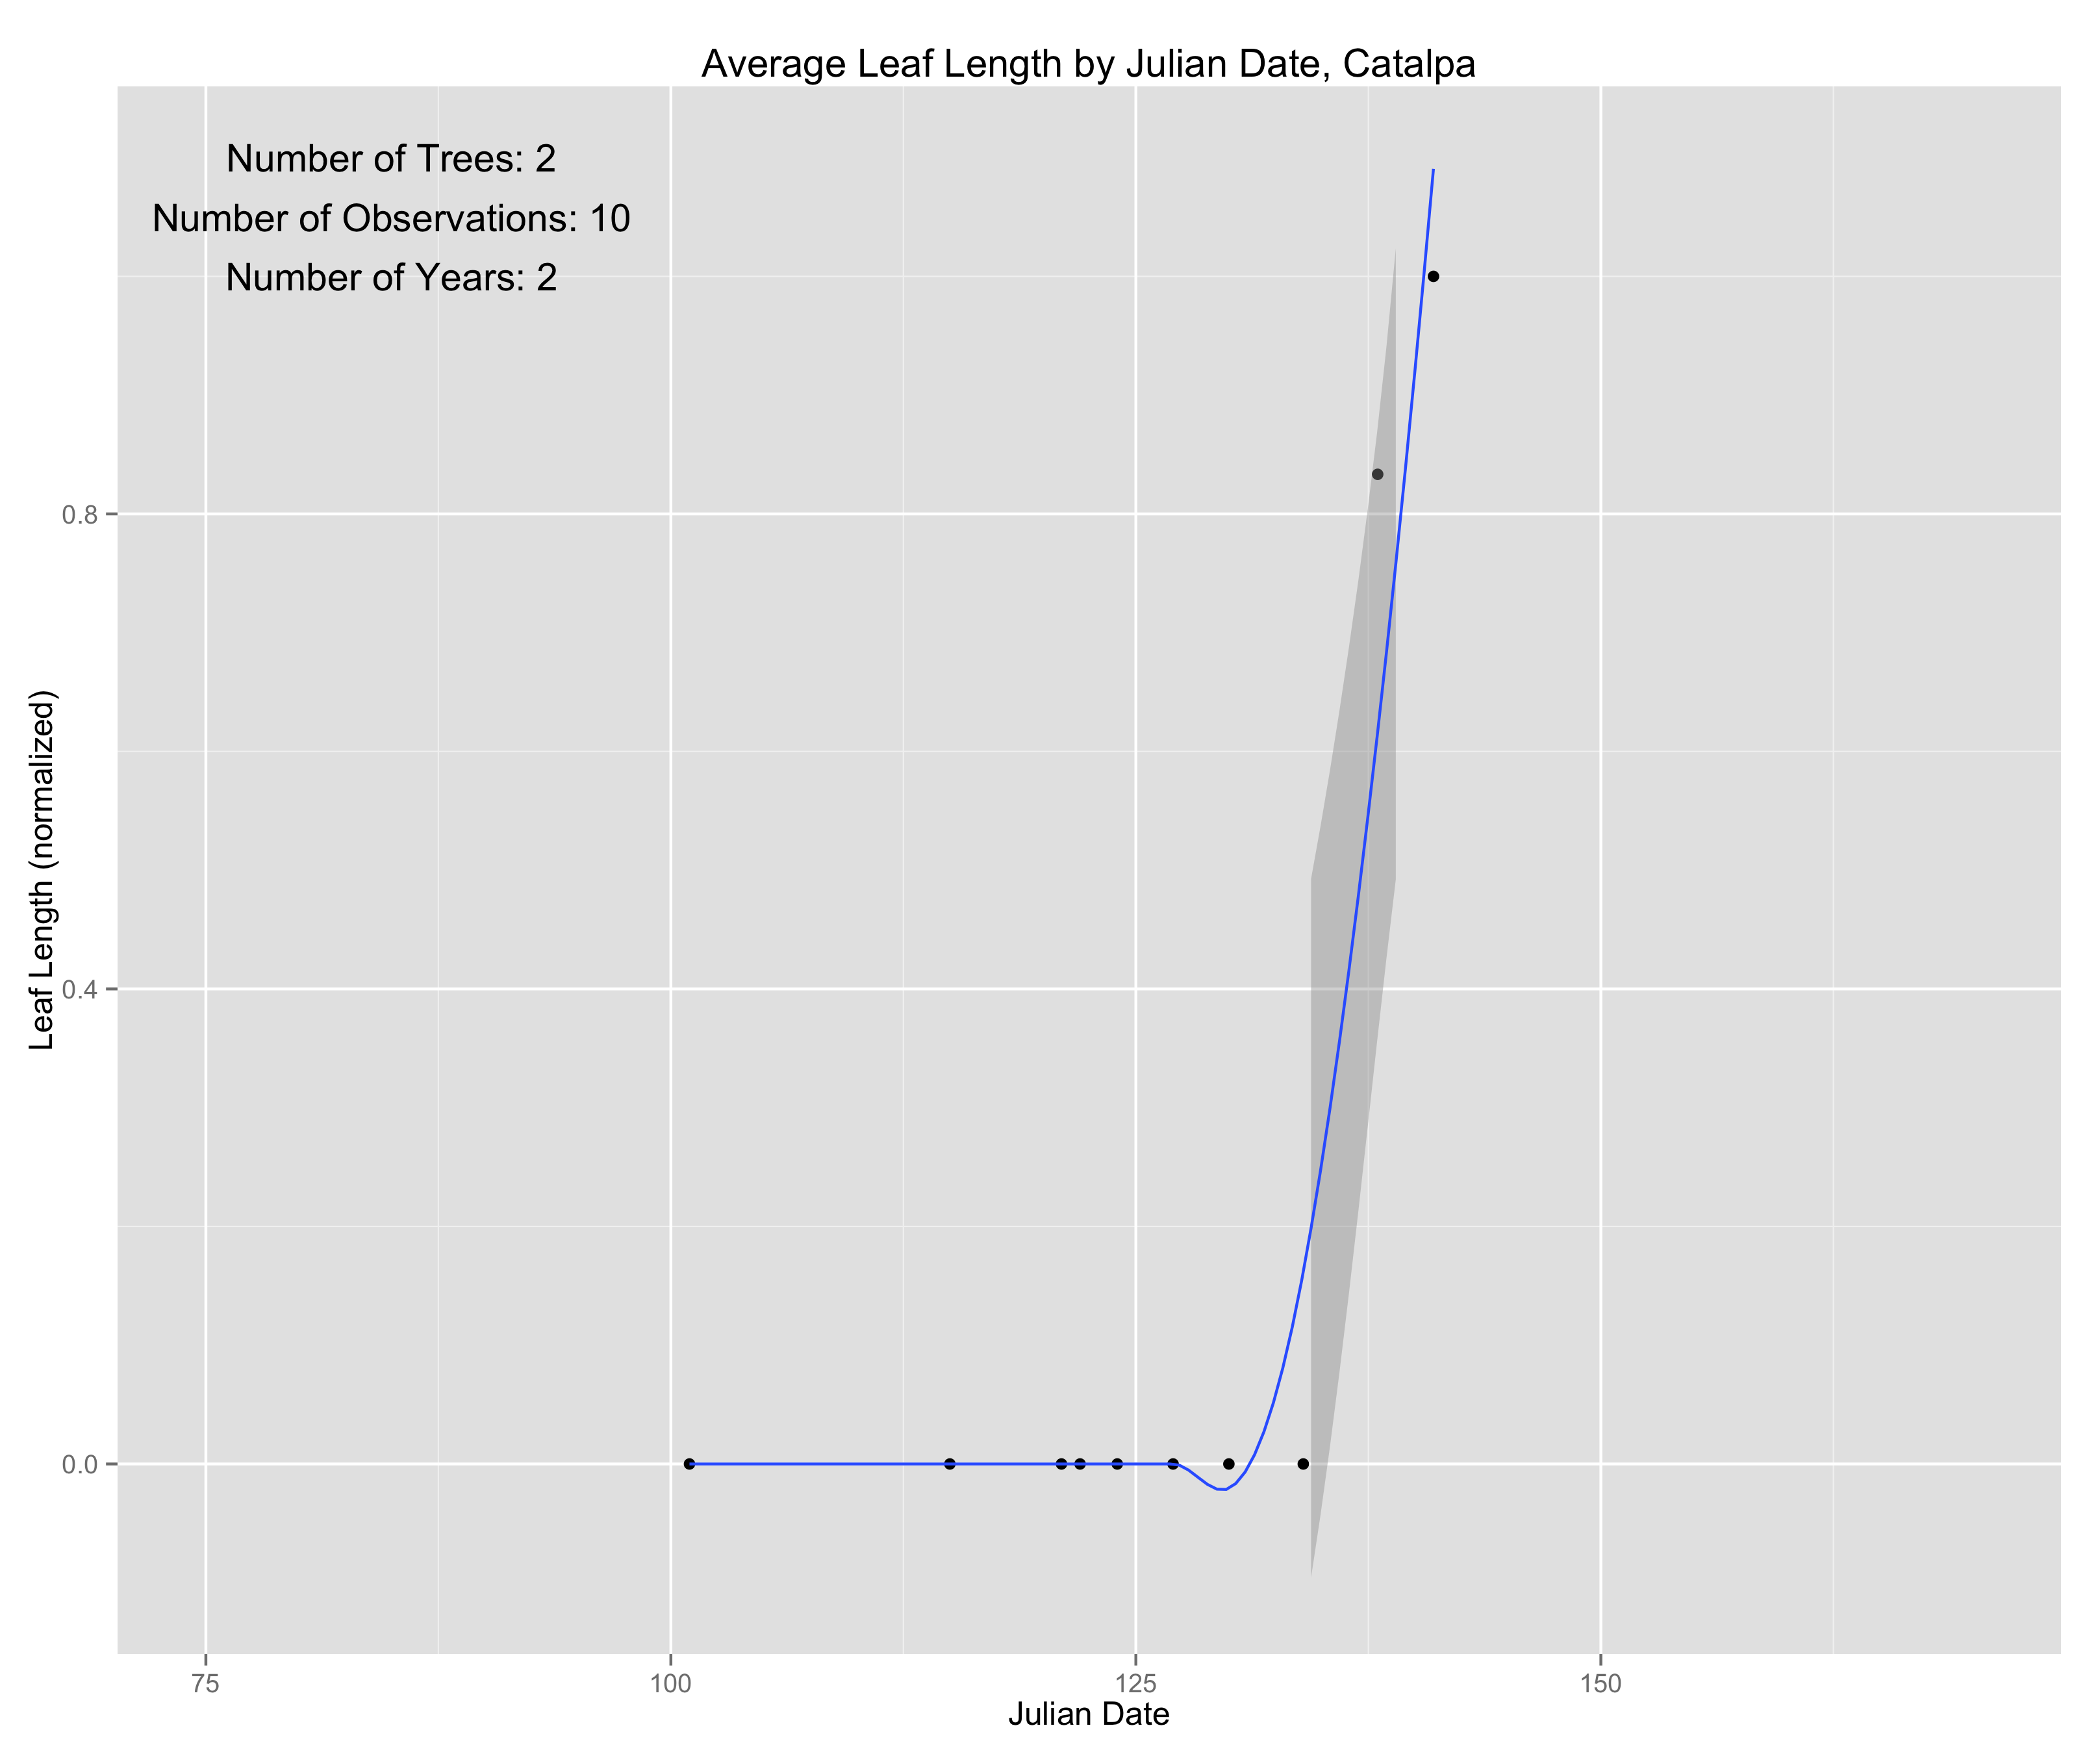 Average Leaf Length by Julian Date, Catalpa
Number of Trees: 2
Number of Observations: 10
Number of Years: 2
Leaf Length (normalized)
0.8
0.4
0.0
75
100
125
150
Julian Date